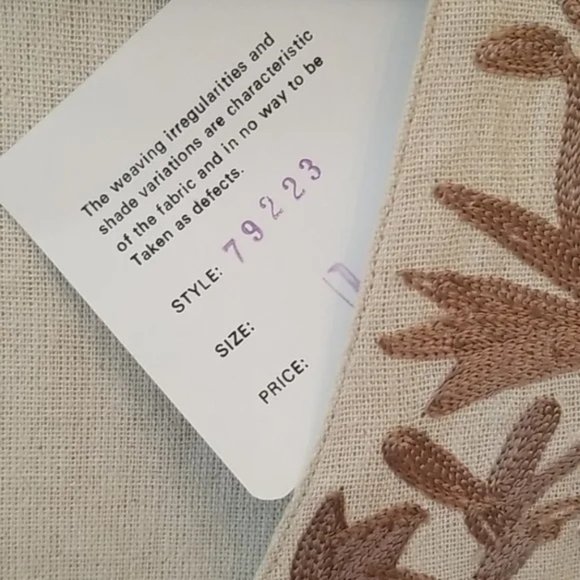 The weaving irregularities and
shade variations are characteristic
of the fabric and in no way to be
Taken as defects.
STYLE: 79223
SIZE:
PRICE: